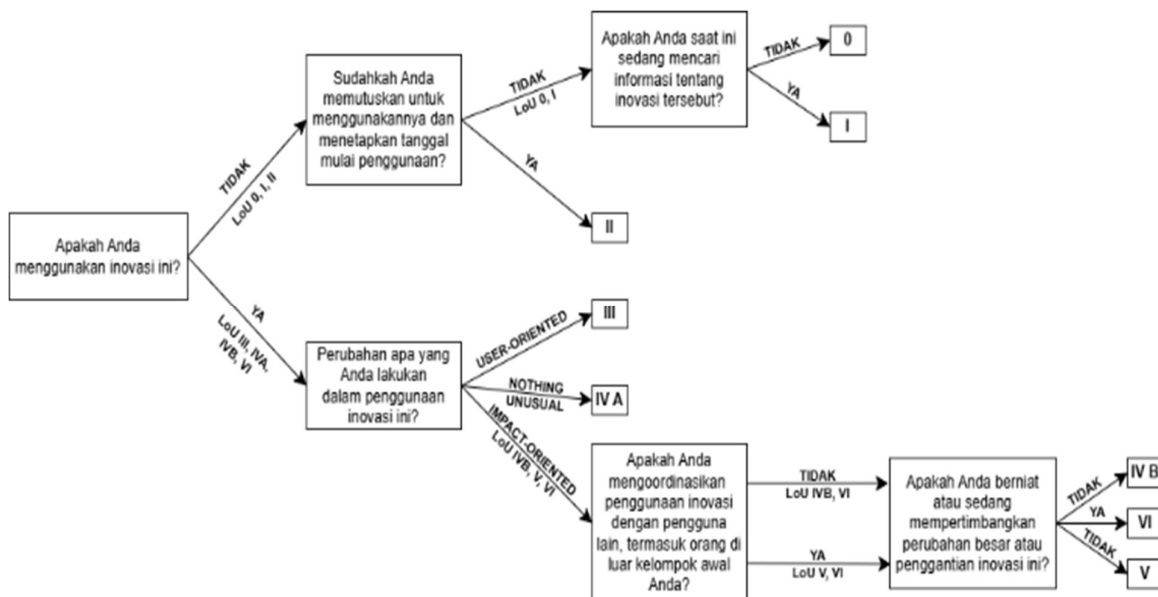 Apakah Anda
menggunakan inovasi ini?
TIDAK
LoU 0, I, II
Sudahkah Anda
memutuskan untuk
menggunakannya dan
menetapkan tanggal
mulai penggunaan?
TIDAK
LoU 0, I
Apakah Anda saat ini
sedang mencari
informasi tentang
inovasi tersebut?
TIDAK
0
YA
I
YA
II
YA
LoU III, IVA,
IVB, VI
Perubahan apa yang
Anda lakukan
dalam penggunaan
inovasi ini?
USER-ORIENTED
III
NOTHING
UNUSUAL
IV A
IMPACT-ORIENTED
LoU IVB, V, VI
Apakah Anda
mengoordinasikan
penggunaan inovasi
dengan pengguna
lain, termasuk orang di
luar kelompok awal
Anda?
TIDAK
LoU IVB, VI
YA
LoU V, VI
Apakah Anda berniat
atau sedang
mempertimbangkan
perubahan besar atau
penggantian inovasi ini?
TIDAK
IV B
YA
VI
TIDAK
V